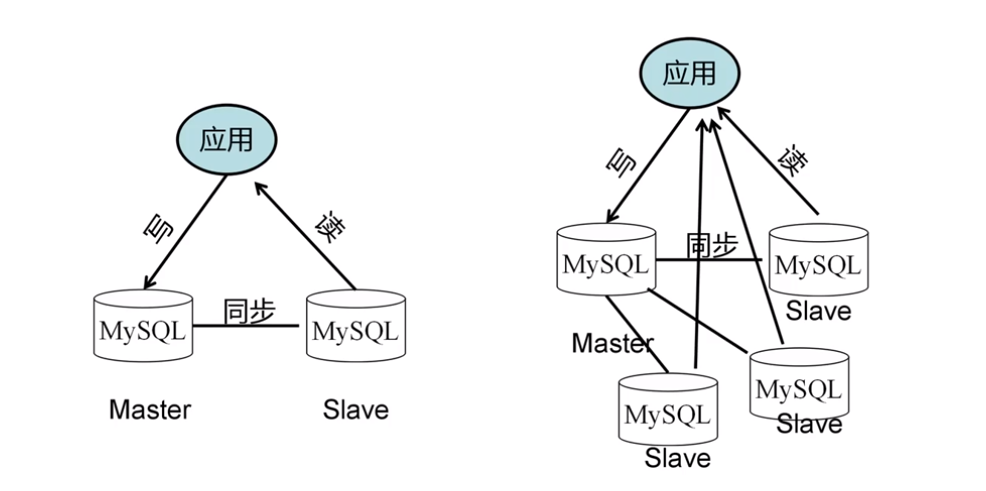 应用
写
读
MySQL
同步
MySQL
Master
Slave
应用
写
读
MySQL
同步
MySQL
Slave
Master
MySQL
Slave
MySQL
Slave